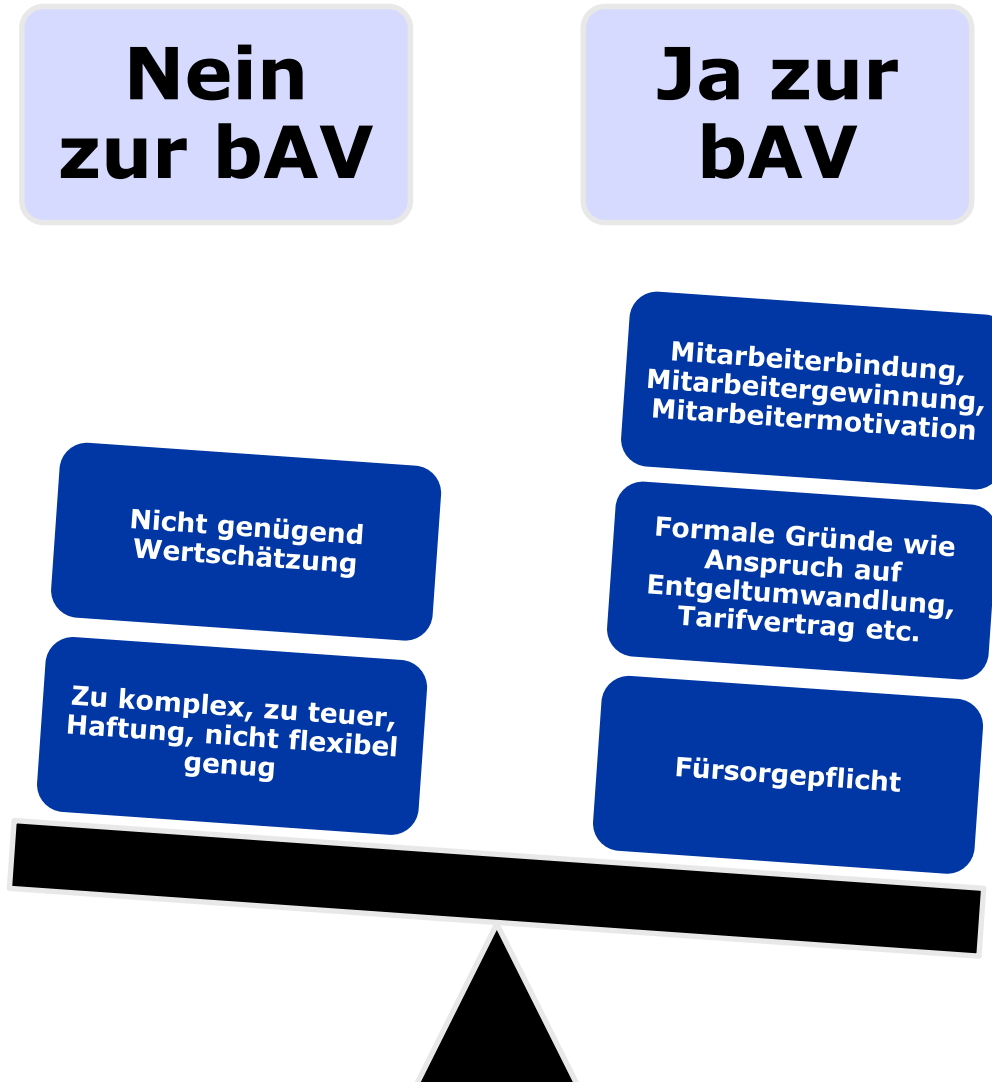 Nein
zur bAV
Ja zur
bAV
Nicht genügend
Wertschätzung
Zu komplex, zu teuer,
Haftung, nicht flexibel
genug
Mitarbeiterbindung,
Mitarbeitergewinnung,
Mitarbeitermotivation
Formale Gründe wie
Anspruch auf
Entgeltumwandlung,
Tarifvertrag etc.
Fürsorgepflicht